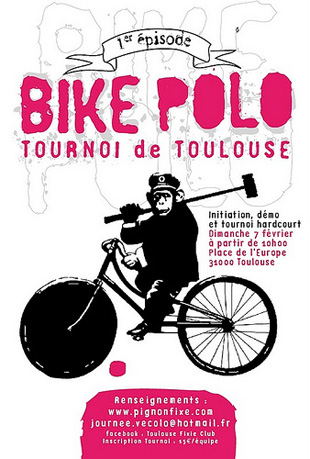 1er épisode
BIKE POLO
TOURNOI de TOULOUSE
Initiation, démo
et tournoi hardcourt
Dimanche 7 février
à partir de 10h00
Place de l'Europe
31000 Toulouse
Renseignements :
www.pignonfixe.com
journee.vecolo@hotmail.fr
facebook . Toulouse Fixie Club
Inscription Tournoi . 15€/équipe
BIKE
POLO